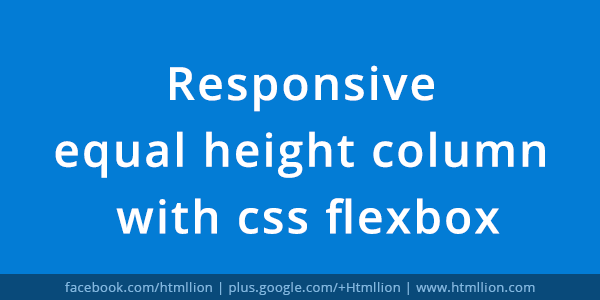 Responsive
equal height column
with css flexbox
facebook.com/htmllion | plus.google.com/+Htmllion | www.htmllion.com